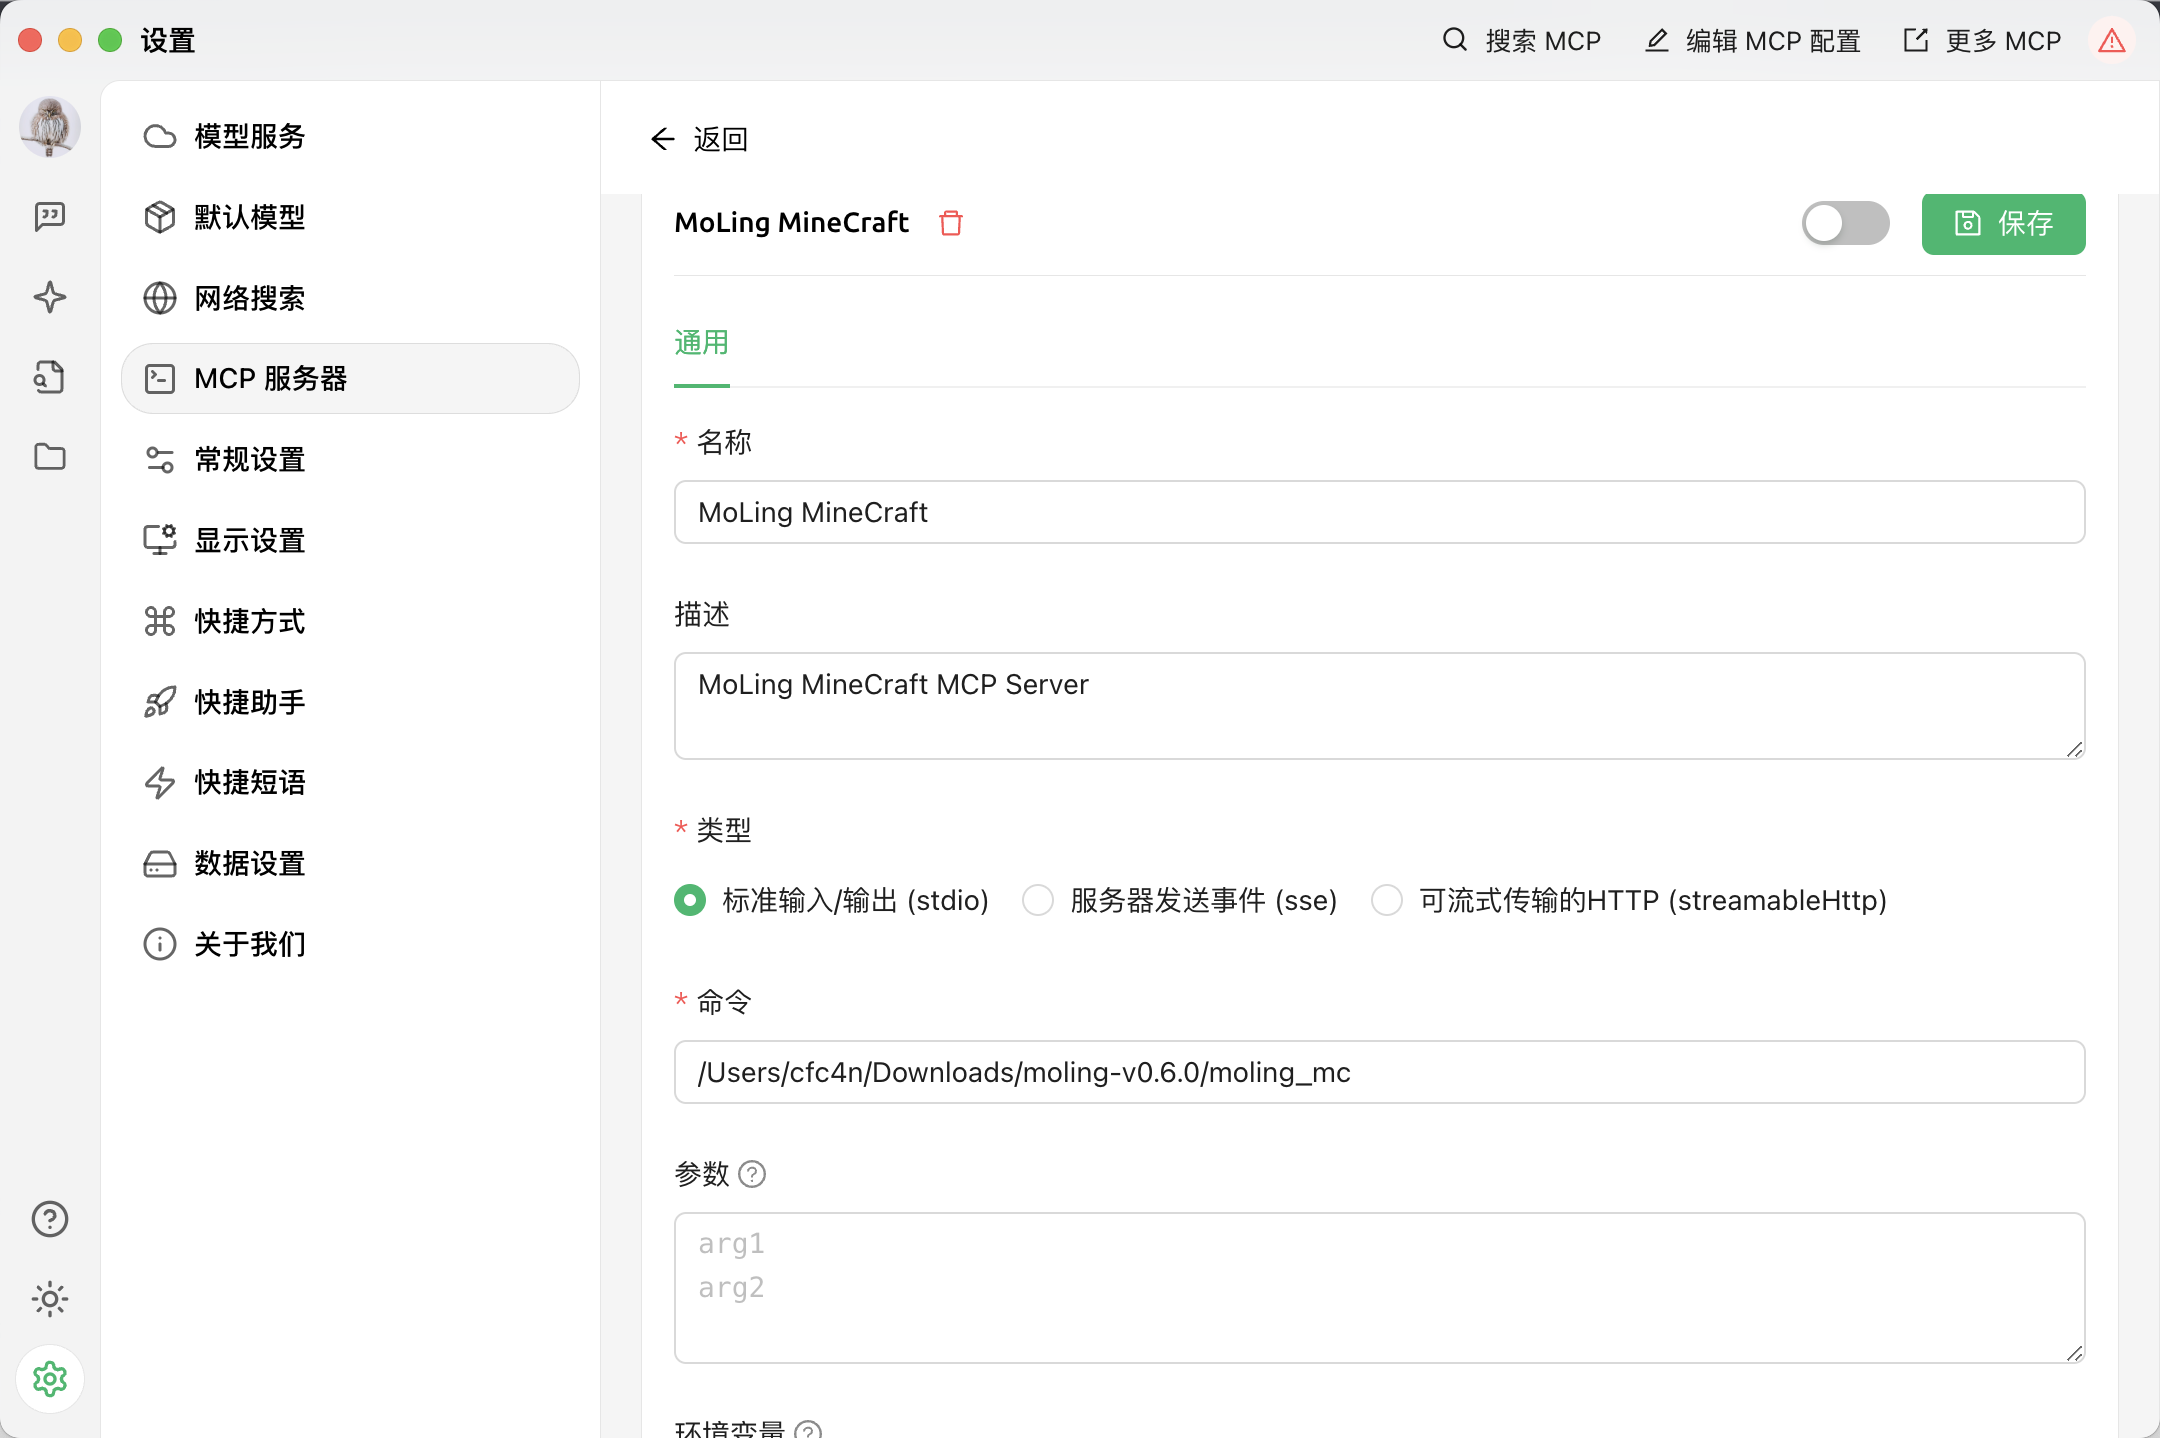 设置
搜索 MCP
编辑 MCP 配置
更多 MCP
模型服务
默认模型
网络搜索
MCP 服务器
常规设置
显示设置
快捷方式
快捷助手
快捷短语
数据设置
关于我们
返回
MoLing MineCraft
保存
通用
* 名称
MoLing MineCraft
描述
MoLing MineCraft MCP Server
* 类型
标准输入/输出 (stdio)
服务器发送事件 (sse)
可流式传输的HTTP (streamableHttp)
* 命令
/Users/cfc4n/Downloads/moling-v0.6.0/moling_mc
参数
arg1
arg2
环境变量